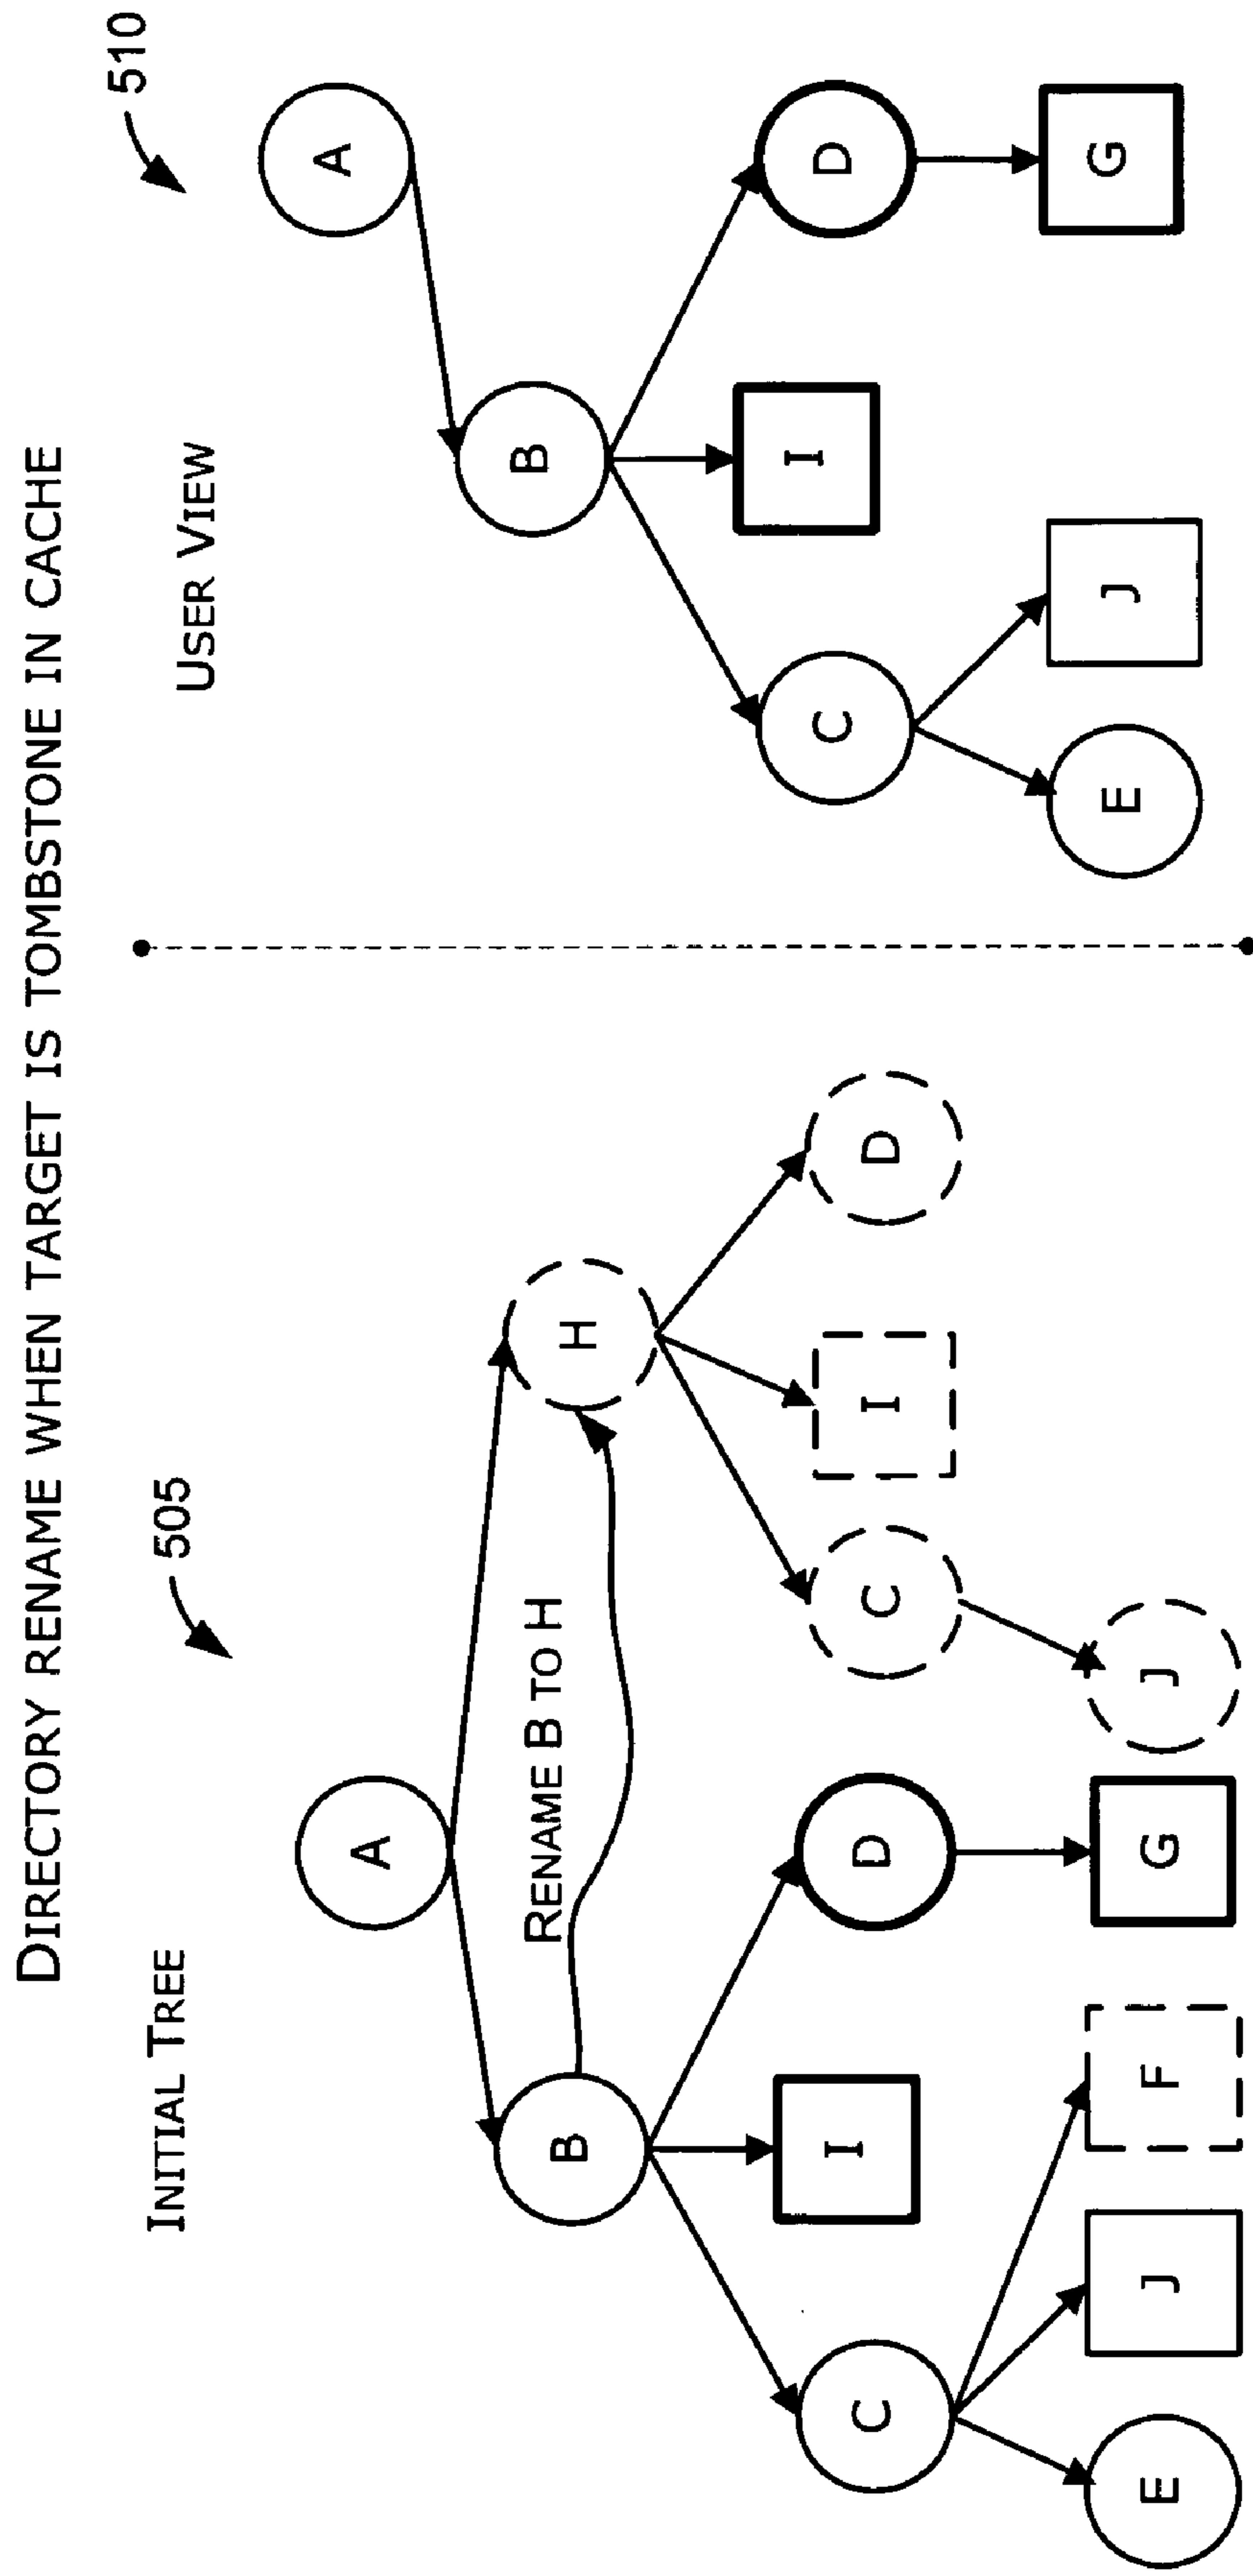 DIRECTORY RENAME WHEN TARGET IS TOMBSTONE IN CACHE
INITIAL TREE
505
A
RENAME B TO H
B
H
C
I
D
C
I
D
E
J
F
G
J
USER VIEW
510
A
B
C
I
D
E
J
G